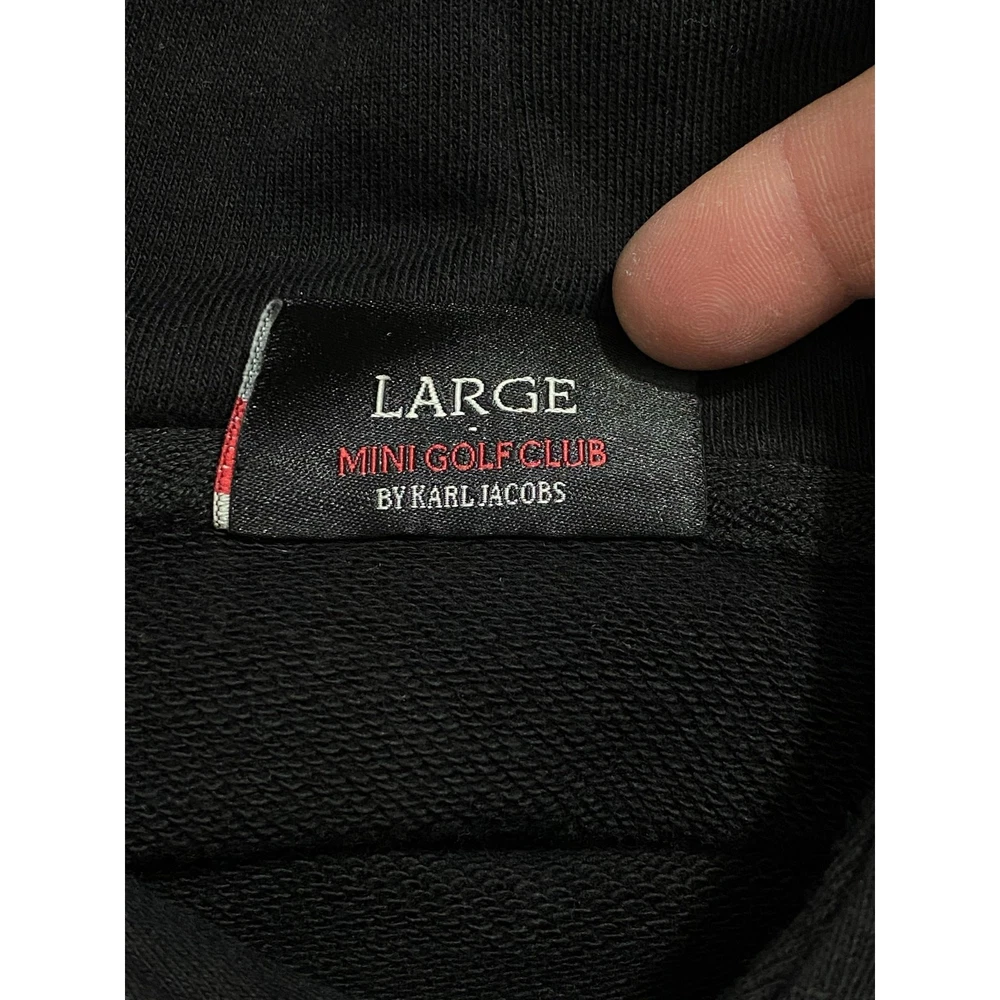 LARGE
-
MINI GOLF CLUB
BY KARL JACOBS